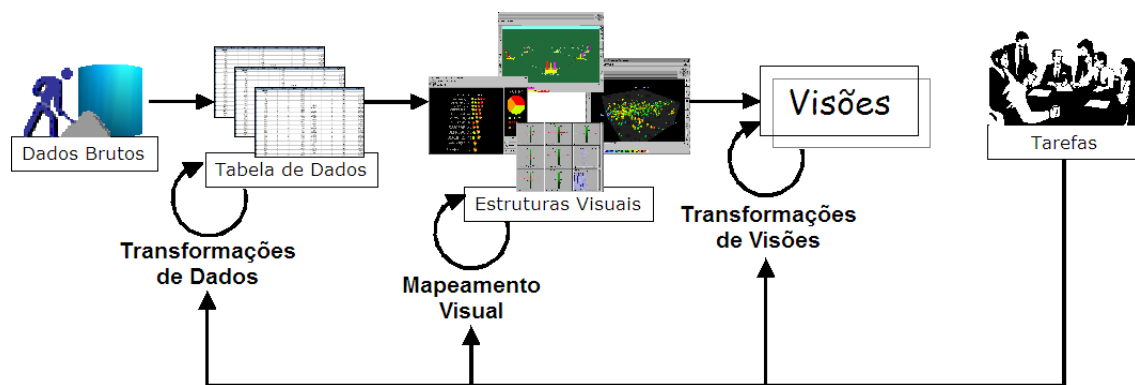 Dados Brutos
Tabela de Dados
Estruturas Visuais
Visões
Tarefas
Transformações
de Dados
Mapeamento
Visual
Transformações
de Visões